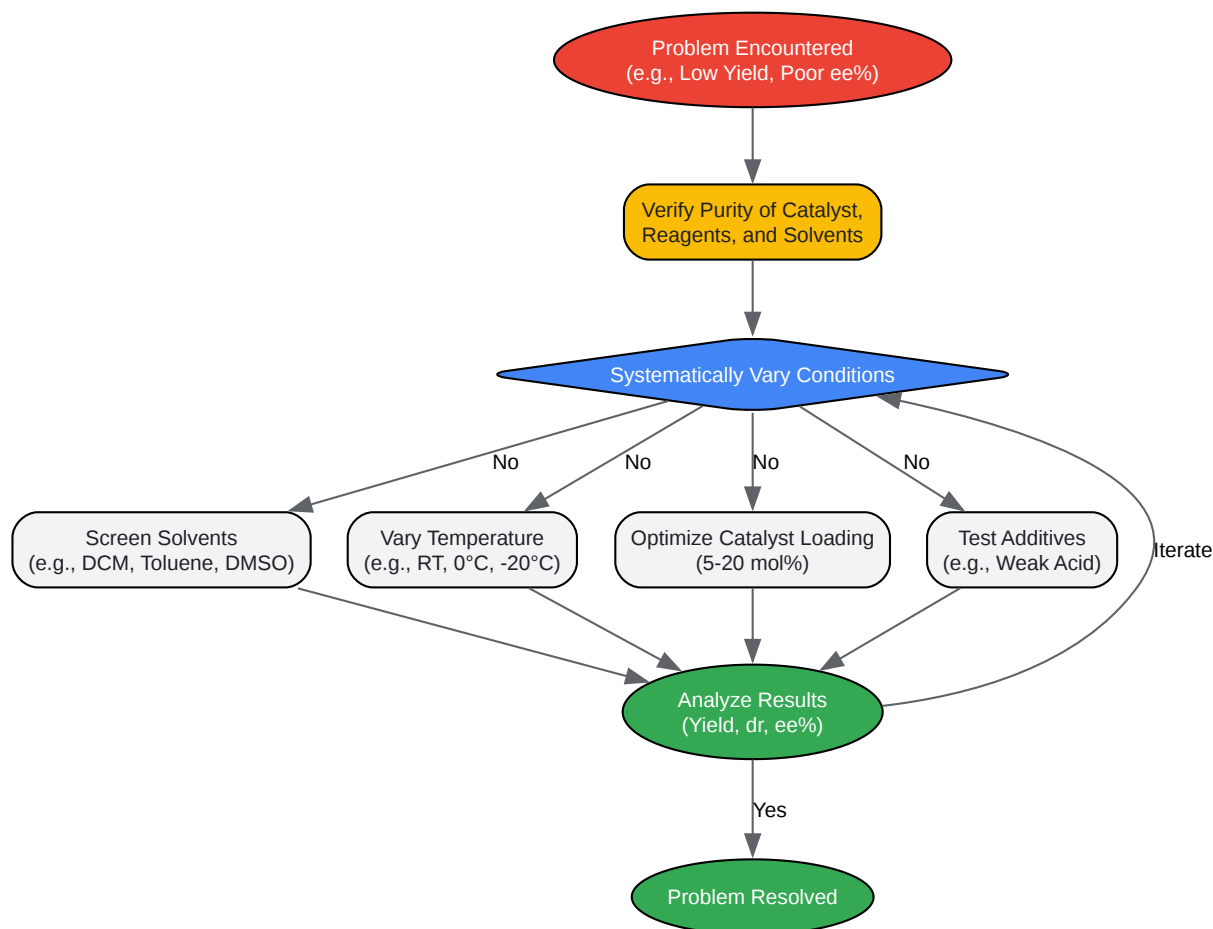 Problem Encountered
(e.g., Low Yield, Poor ee%)
Verify Purity of Catalyst,
Reagents, and Solvents
Systematically Vary Conditions
No
No
No
No
Screen Solvents
(e.g., DCM, Toluene, DMSO)
Vary Temperature
(e.g., RT, 0°C, -20°C)
Optimize Catalyst Loading
(5-20 mol%)
Test Additives
(e.g., Weak Acid)
Iterate
Analyze Results
(Yield, dr, ee%)
Yes
Problem Resolved